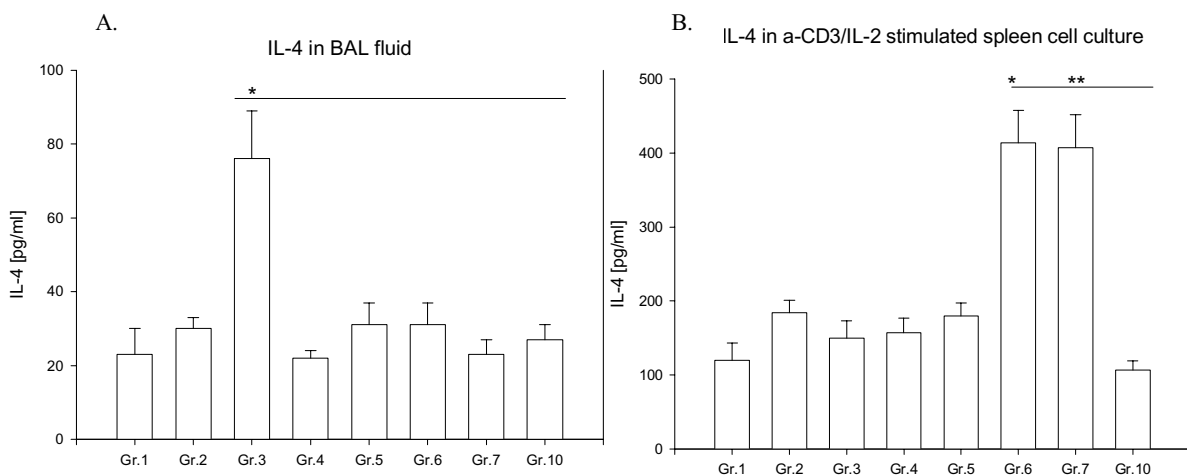 A.
IL-4 in BAL fluid
IL-4 [pg/ml]
100
80
60
40
20
0
*
Gr.1 Gr.2 Gr.3 Gr.4 Gr.5 Gr.6 Gr.7 Gr.10
B.
IL-4 in a-CD3/IL-2 stimulated spleen cell culture
IL-4 [pg/ml]
500
400
300
200
100
0
* **
Gr.1 Gr.2 Gr.3 Gr.4 Gr.5 Gr.6 Gr.7 Gr.10